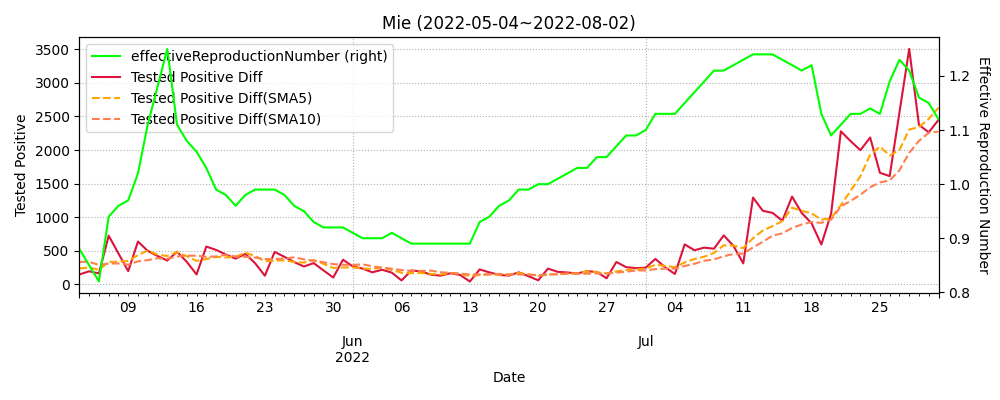 Mie (2022-05-04~2022-08-02)
effectiveReproductionNumber (right)
Tested Positive Diff
Tested Positive Diff(SMA5)
Tested Positive Diff(SMA10)
Tested Positive
3500
3000
2500
2000
1500
1000
500
0
Effective Reproduction Number
1.2
1.1
1.0
0.9
0.8
09 16 23 30 06 13 20 27 04 11 18 25
Jun Jul
2022
Date